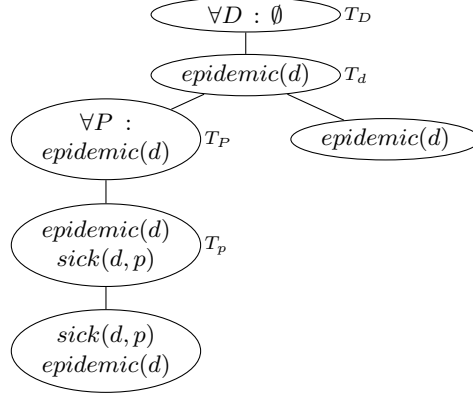 ∀D : ∅ T_D
epidemic(d) T_d
∀P :
epidemic(d) T_P
epidemic(d)
epidemic(d)
sick(d, p) T_p
sick(d, p)
epidemic(d)